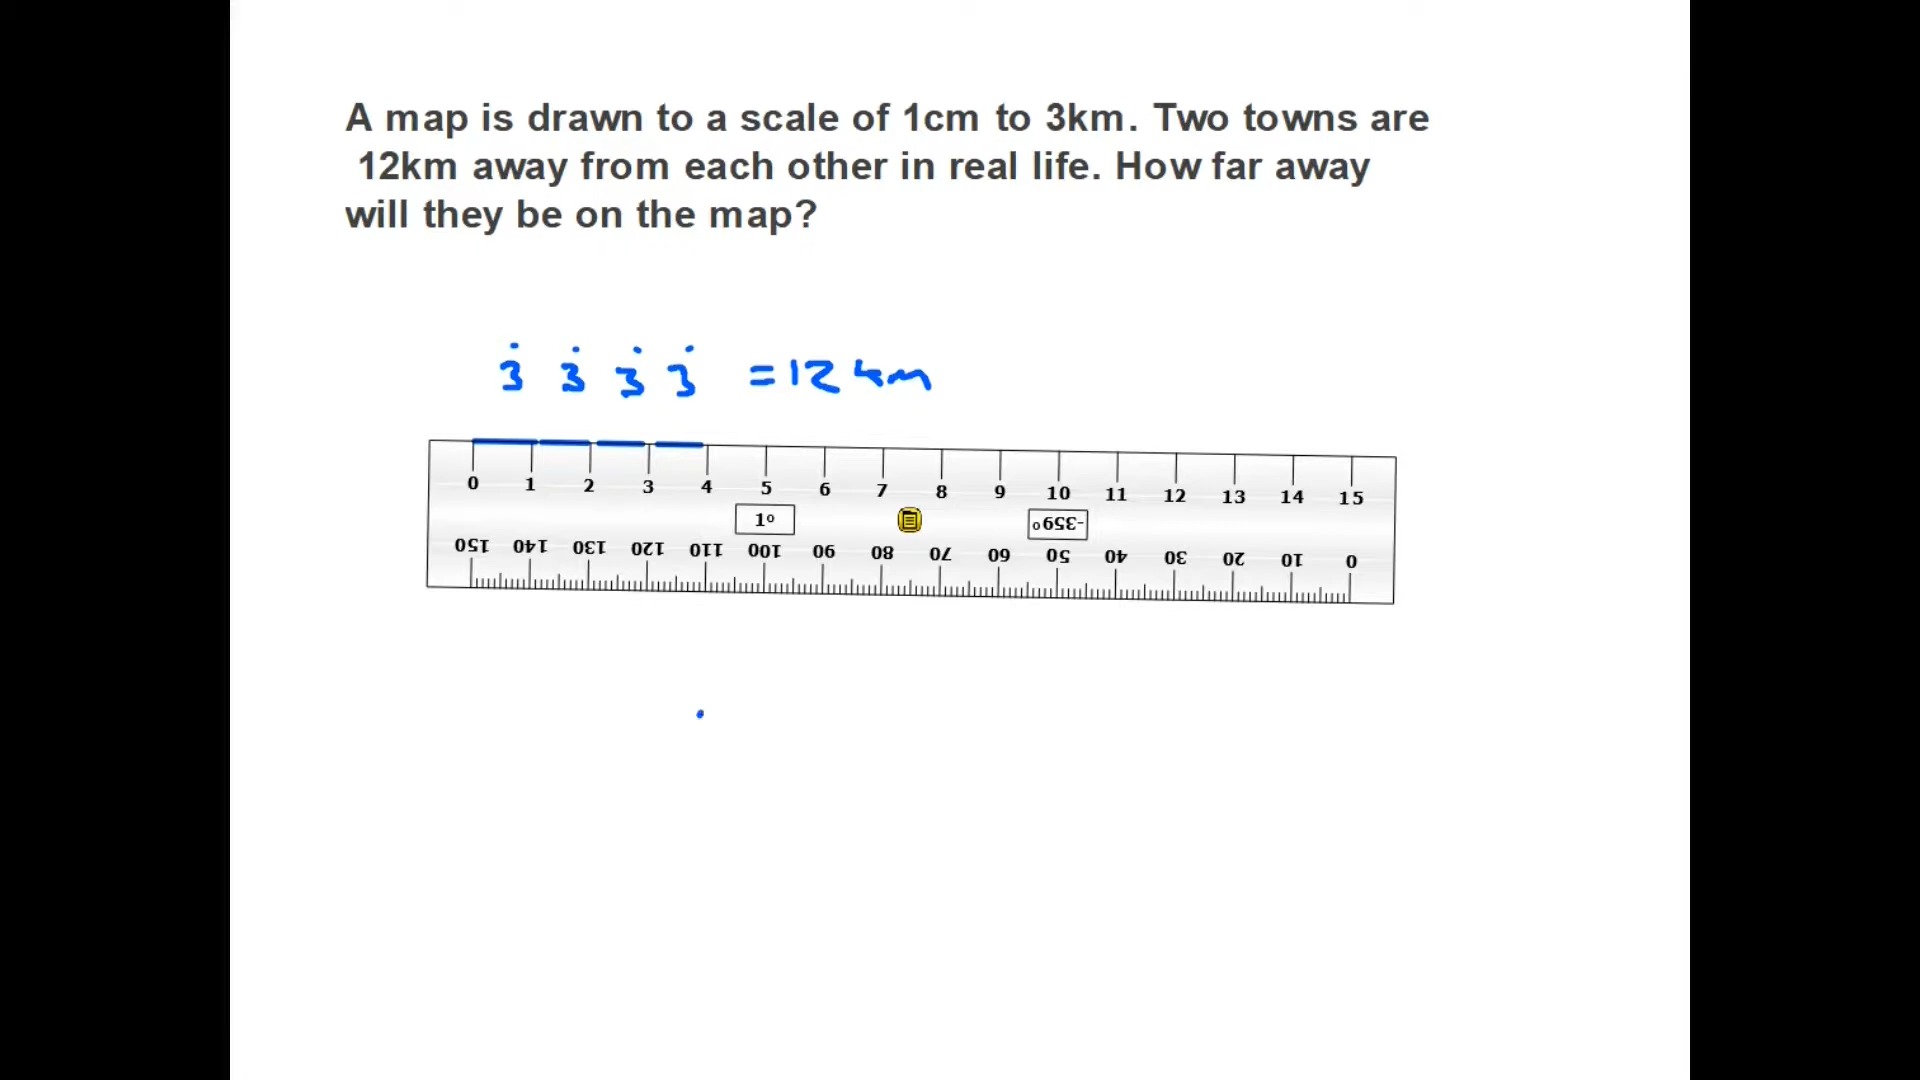 A map is drawn to a scale of 1cm to 3km. Two towns are
12km away from each other in real life. How far away
will they be on the map?
3 3 3 3 = 12 km
0 1 2 3 4 5 6 7 8 9 10 11 12 13 14 15
1° -359°
150 140 130 120 110 100 90 80 70 60 50 40 30 20 10 0